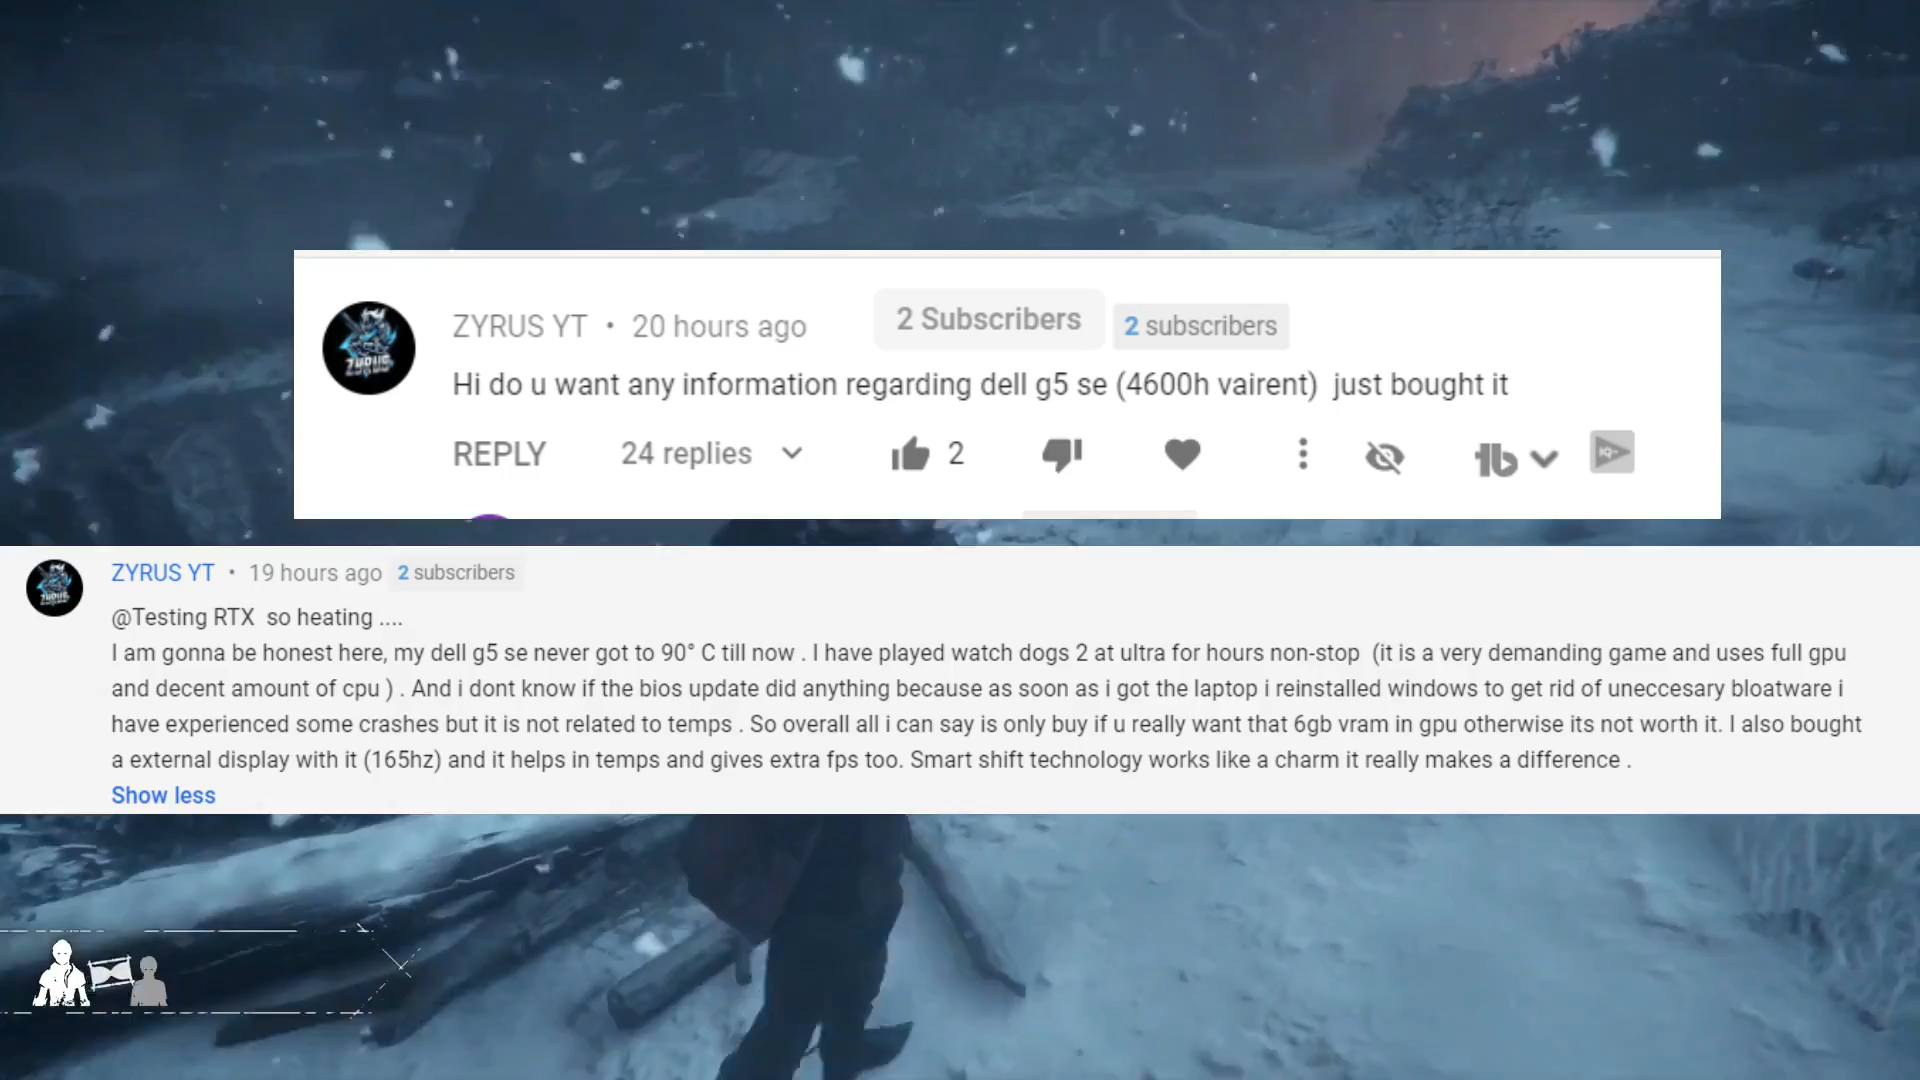 ZYRUS YT • 20 hours ago 2 Subscribers 2 subscribers
ZYRUS
Hi do u want any information regarding dell g5 se (4600h vairent) just bought it
REPLY 24 replies 2
IQ
ZYRUS YT • 19 hours ago 2 subscribers
ZYRUS
@Testing RTX so heating ....
I am gonna be honest here, my dell g5 se never got to 90° C till now . I have played watch dogs 2 at ultra for hours non-stop (it is a very demanding game and uses full gpu
and decent amount of cpu ) . And i dont know if the bios update did anything because as soon as i got the laptop i reinstalled windows to get rid of uneccesary bloatware i
have experienced some crashes but it is not related to temps . So overall all i can say is only buy if u really want that 6gb vram in gpu otherwise its not worth it. I also bought
a external display with it (165hz) and it helps in temps and gives extra fps too. Smart shift technology works like a charm it really makes a difference .
Show less